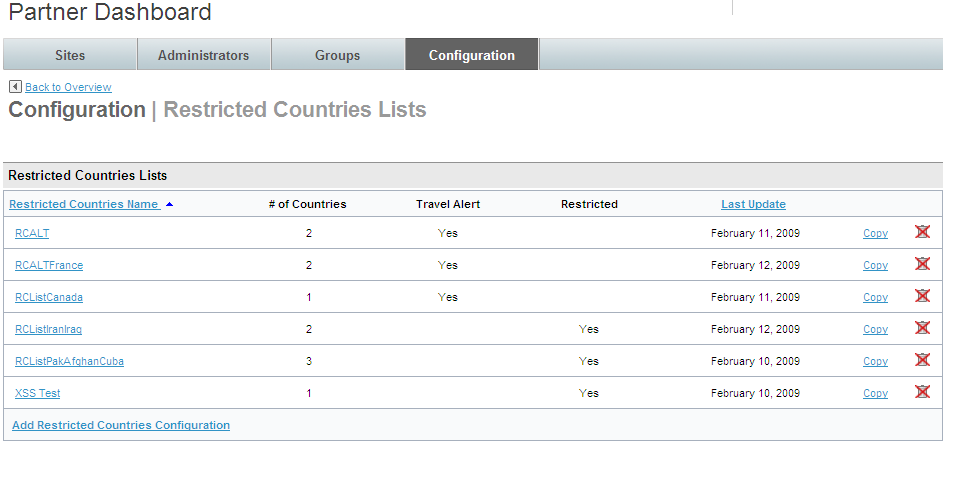 Partner Dashboard
Sites Administrators Groups Configuration
Back to Overview
Configuration | Restricted Countries Lists
Restricted Countries Lists
Restricted Countries Name # of Countries Travel Alert Restricted Last Update
RCALT 2 Yes February 11, 2009 Copy
RCALTFrance 2 Yes February 12, 2009 Copy
RCListCanada 1 Yes February 11, 2009 Copy
RCListIranIraq 2 Yes February 12, 2009 Copy
RCListPakAfghanCuba 3 Yes February 10, 2009 Copy
XSS Test 1 Yes February 10, 2009 Copy
Add Restricted Countries Configuration